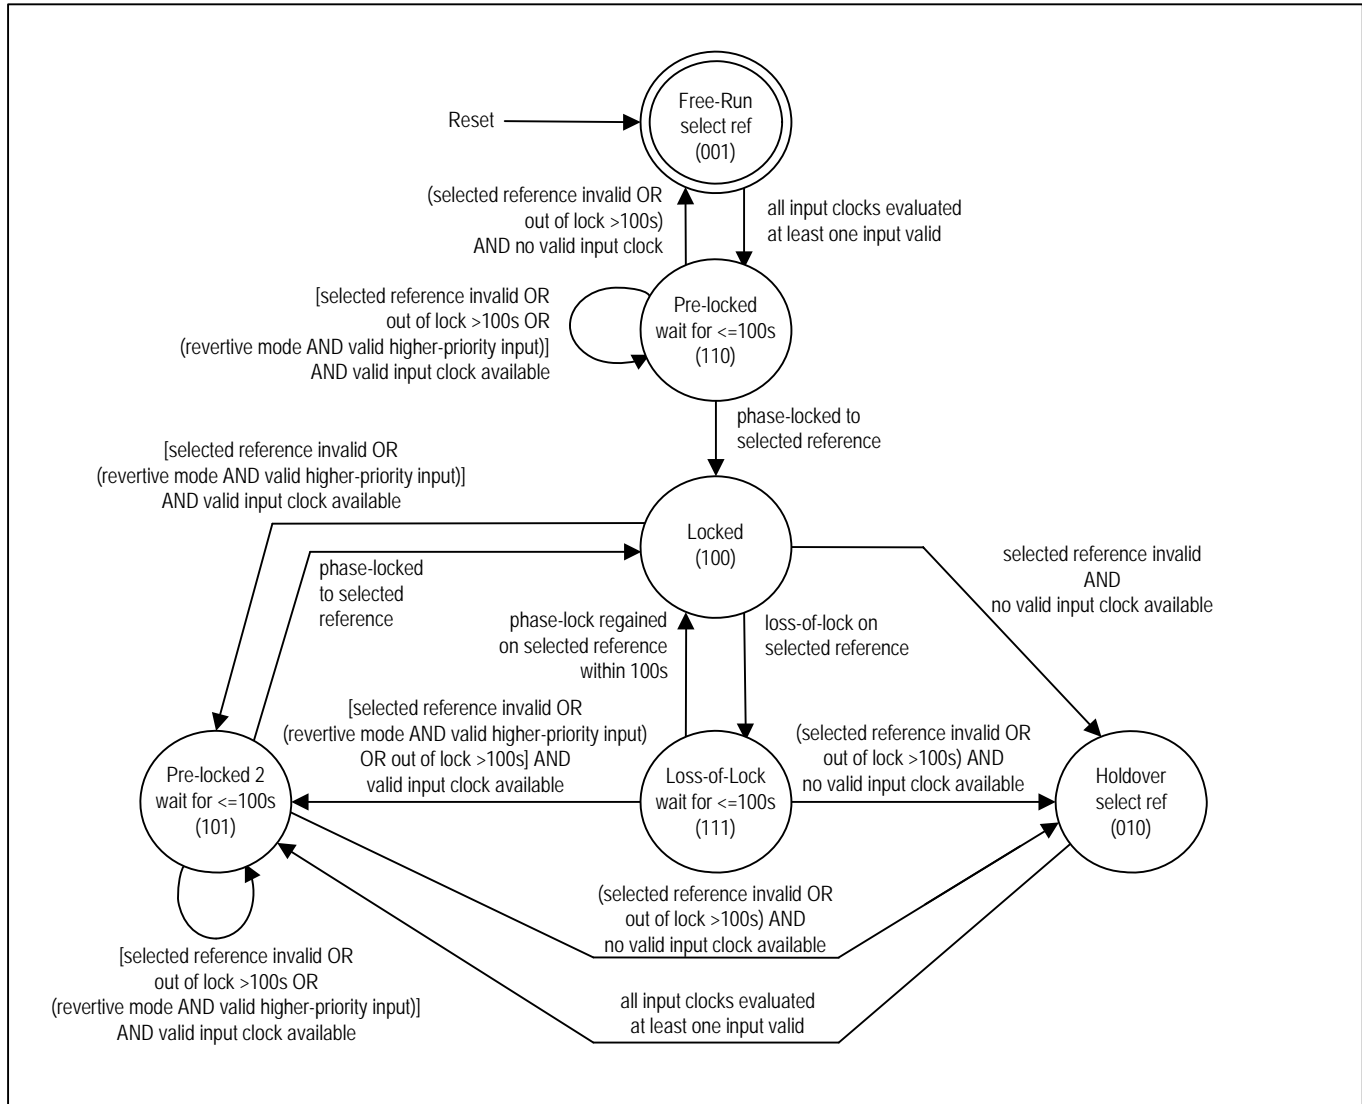 Free-Run
select ref
(001)
Reset
(selected reference invalid OR
out of lock >100s)
AND no valid input clock
all input clocks evaluated
at least one input valid
[selected reference invalid OR
out of lock >100s OR
(revertive mode AND valid higher-priority input)]
AND valid input clock available
Pre-locked
wait for <=100s
(110)
phase-locked to
selected reference
[selected reference invalid OR
(revertive mode AND valid higher-priority input)]
AND valid input clock available
Locked
(100)
phase-locked
to selected
reference
selected reference invalid
AND
no valid input clock available
phase-lock regained
on selected reference
within 100s
loss-of-lock on
selected reference
[selected reference invalid OR
(revertive mode AND valid higher-priority input)
OR out of lock >100s] AND
valid input clock available
(selected reference invalid OR
out of lock >100s) AND
no valid input clock available
Pre-locked 2
wait for <=100s
(101)
Loss-of-Lock
wait for <=100s
(111)
Holdover
select ref
(010)
(selected reference invalid OR
out of lock >100s) AND
no valid input clock available
[selected reference invalid OR
out of lock >100s OR
(revertive mode AND valid higher-priority input)]
AND valid input clock available
all input clocks evaluated
at least one input valid